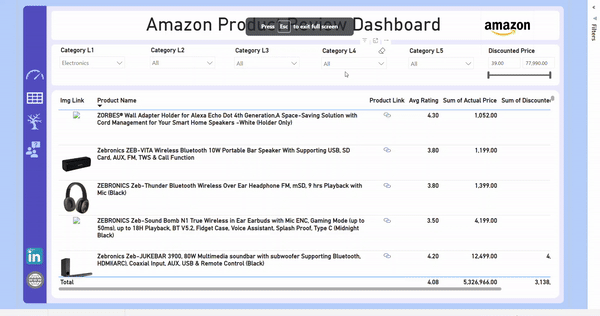 Amazon Product Review Dashboard
Press Esc to exit full screen
amazon
Category L1
Category L2
Category L3
Category L4
Category L5
Discounted Price
Electronics
All
All
All
All
39.00
77,990.00
Filters
Img Link
Product Name
Product Link
Avg Rating
Sum of Actual Price
Sum of Discounte
ZORBES® Wall Adapter Holder for Alexa Echo Dot 4th Generation,A Space-Saving Solution with
Cord Management for Your Smart Home Speakers -White (Holder Only)
4.30
1,052.00
Zebronics ZEB-VITA Wireless Bluetooth 10W Portable Bar Speaker With Supporting USB, SD
Card, AUX, FM, TWS & Call Function
3.80
1,199.00
ZEBRONICS Zeb-Thunder Bluetooth Wireless Over Ear Headphone FM, mSD, 9 hrs Playback with
Mic (Black)
3.80
1,399.00
ZEBRONICS Zeb-Sound Bomb N1 True Wireless in Ear Earbuds with Mic ENC, Gaming Mode (up to
50ms), up to 18H Playback, BT V5.2, Fidget Case, Voice Assistant, Splash Proof, Type C (Midnight
Black)
3.50
4,199.00
Zebronics Zeb-JUKEBAR 3900, 80W Multimedia soundbar with subwoofer Supporting Bluetooth,
HDMI(ARC), Coaxial Input, AUX, USB & Remote Control (Black)
4.20
12,499.00
4,
Total
4.08
5,326,966.00
3,138,
in